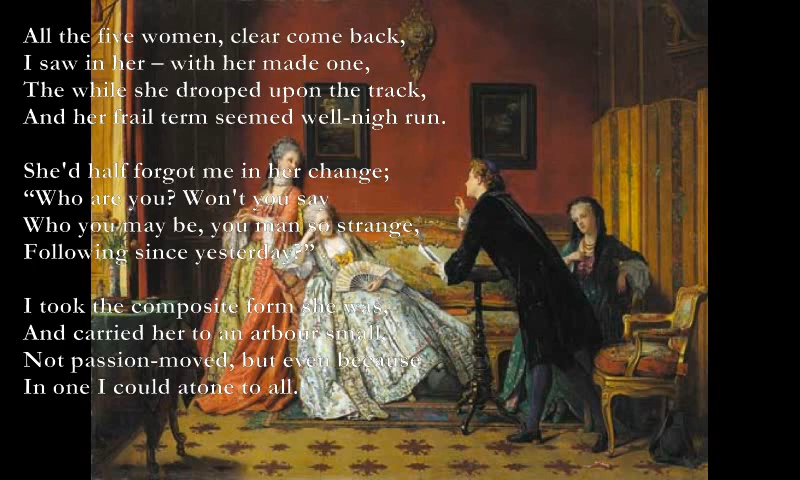 All the five women, clear come back,
I saw in her – with her made one,
The while she drooped upon the track,
And her frail term seemed well-nigh run.
She'd half forgot me in her change;
“Who are you? Won't you say
Who you may be, you man so strange,
Following since yesterday?”
I took the composite form she was,
And carried her to an arbour small,
Not passion-moved, but even because
In one I could atone to all.